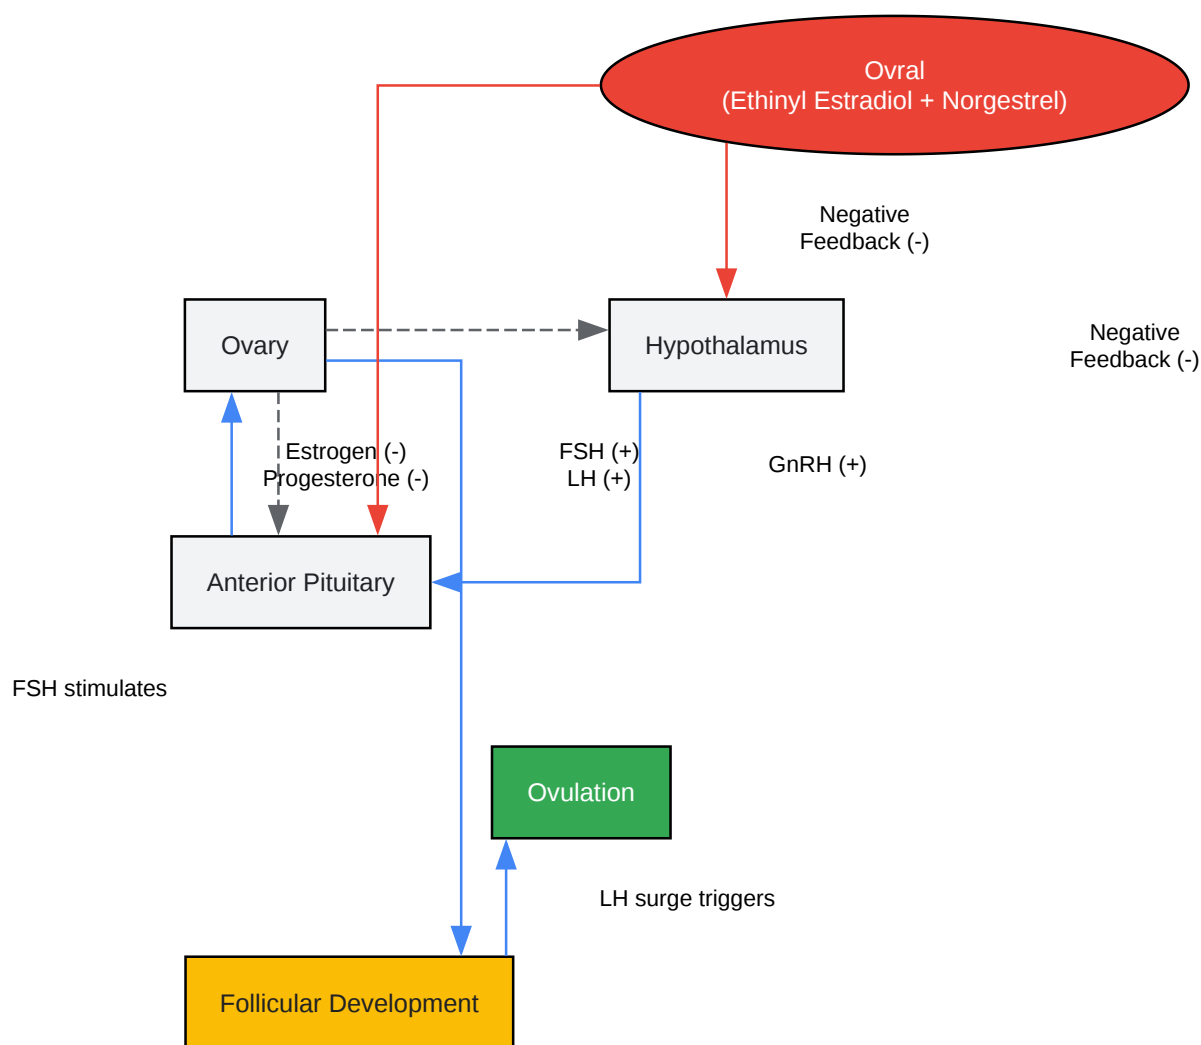 Ovral
(Ethinyl Estradiol + Norgestrel)
Negative
Feedback (-)
Ovary
Hypothalamus
Negative
Feedback (-)
Estrogen (-)
Progesterone (-)
FSH (+)
LH (+)
GnRH (+)
Anterior Pituitary
FSH stimulates
Ovulation
LH surge triggers
Follicular Development